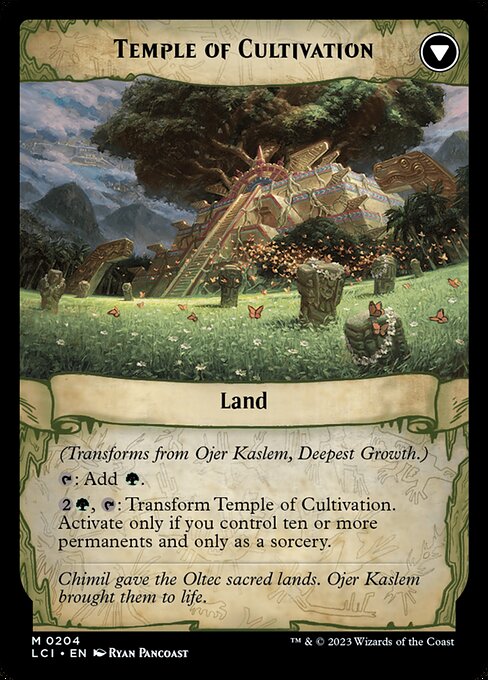 Temple of Cultivation
Land
(Transforms from Ojer Kaslem, Deepest Growth.)
: Add .
2 , : Transform Temple of Cultivation.
Activate only if you control ten or more
permanents and only as a sorcery.
Chimil gave the Oltec sacred lands. Ojer Kaslem
brought them to life.
M 0204
LCI • EN Ryan Pancoast
™ & © 2023 Wizards of the Coast